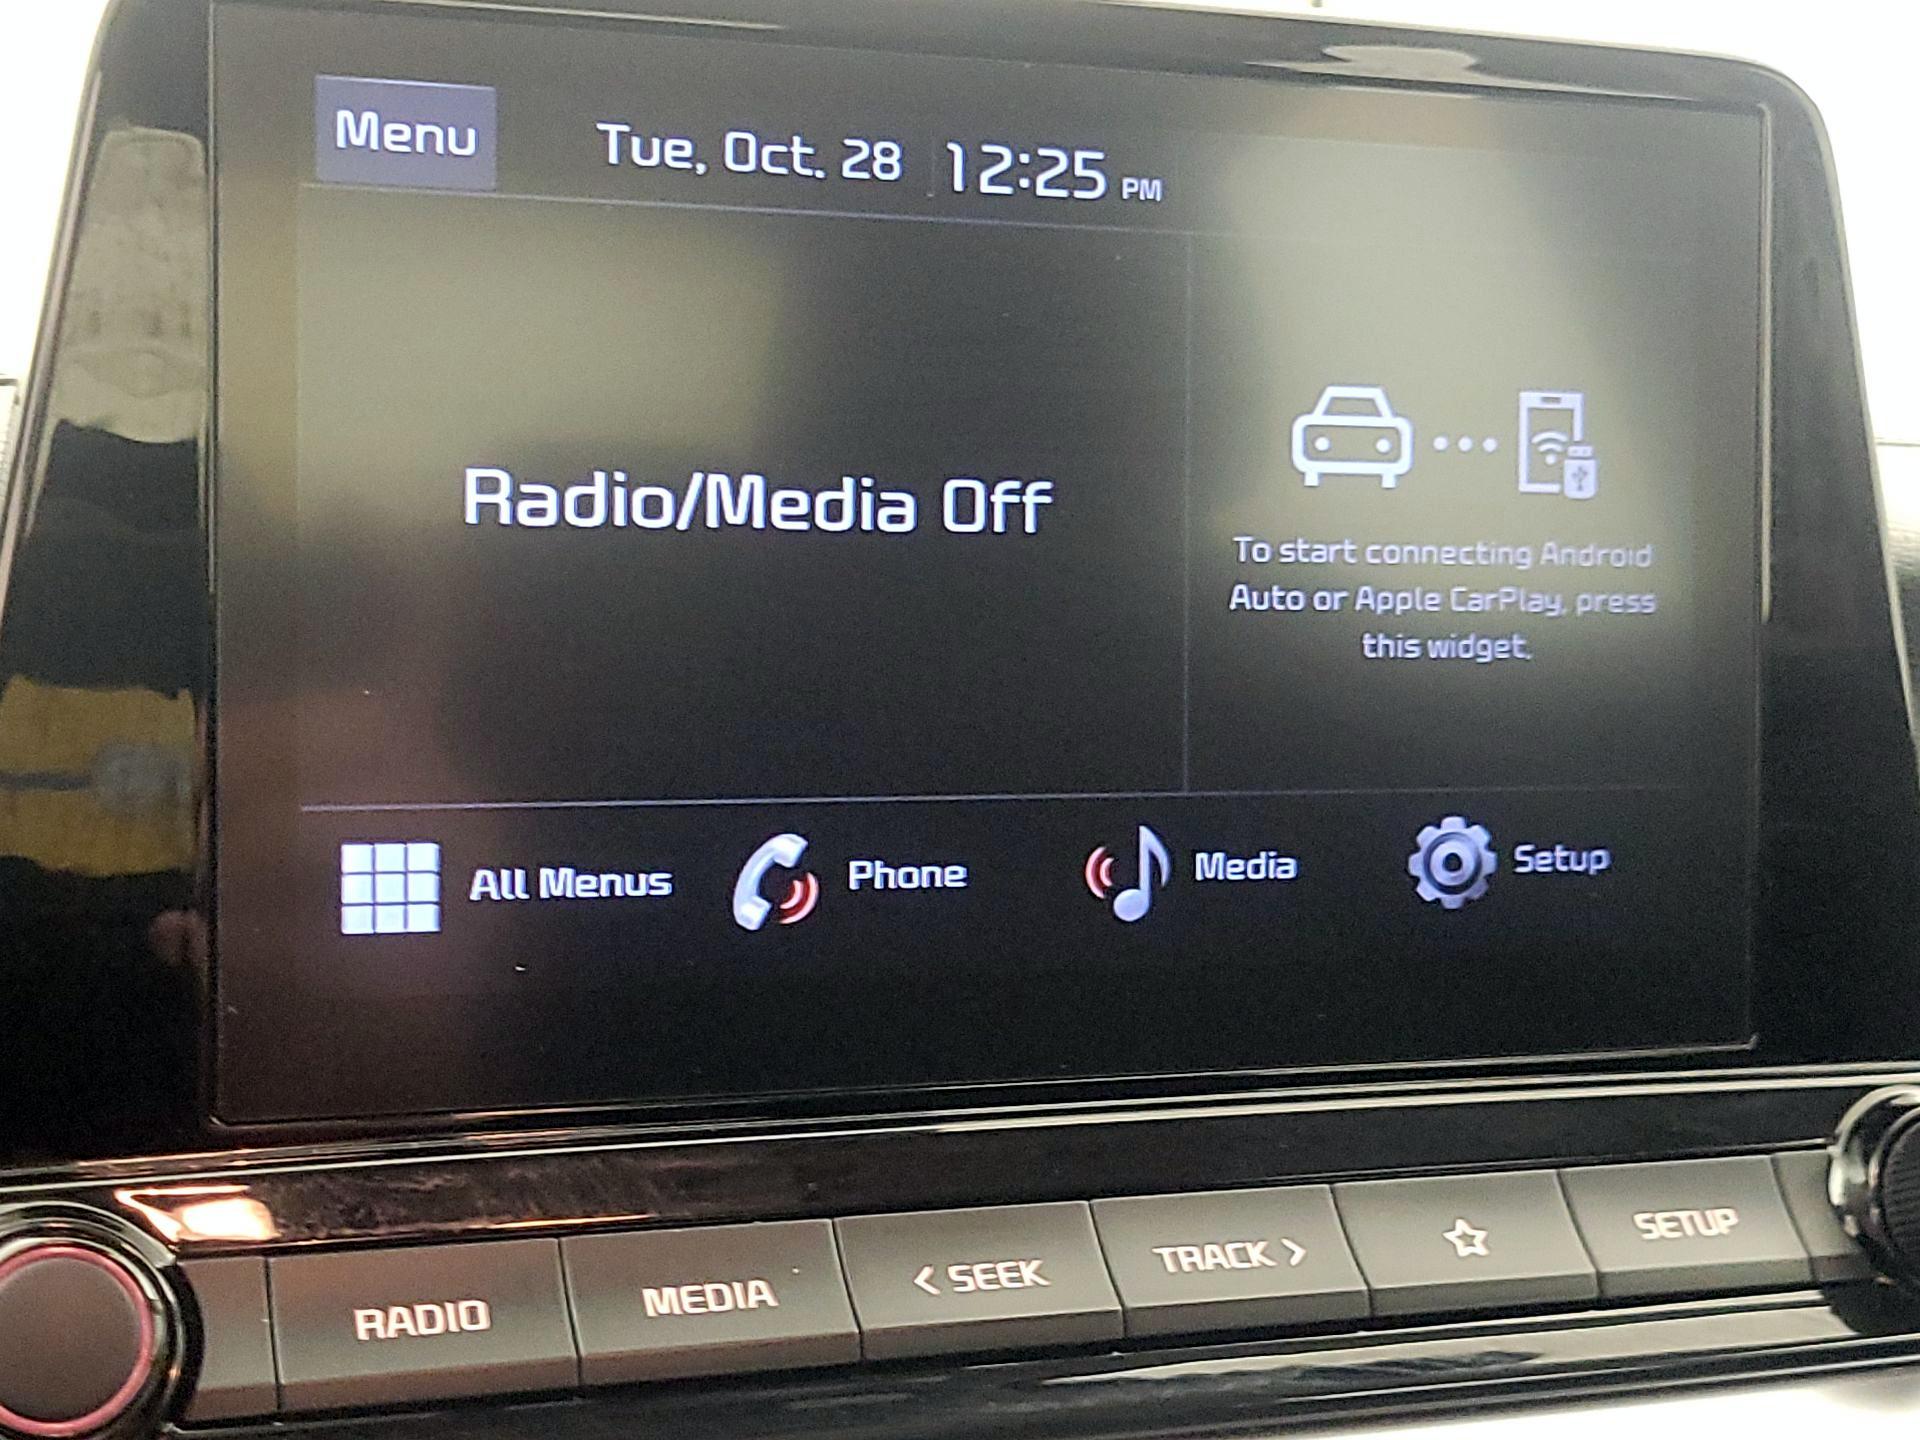 Menu
Tue, Oct. 28 12:25 PM
Radio/Media Off
To start connecting Android
Auto or Apple CarPlay, press
this widget.
All Menus
Phone
Media
Setup
RADIO
MEDIA
< SEEK
TRACK >
SETUP